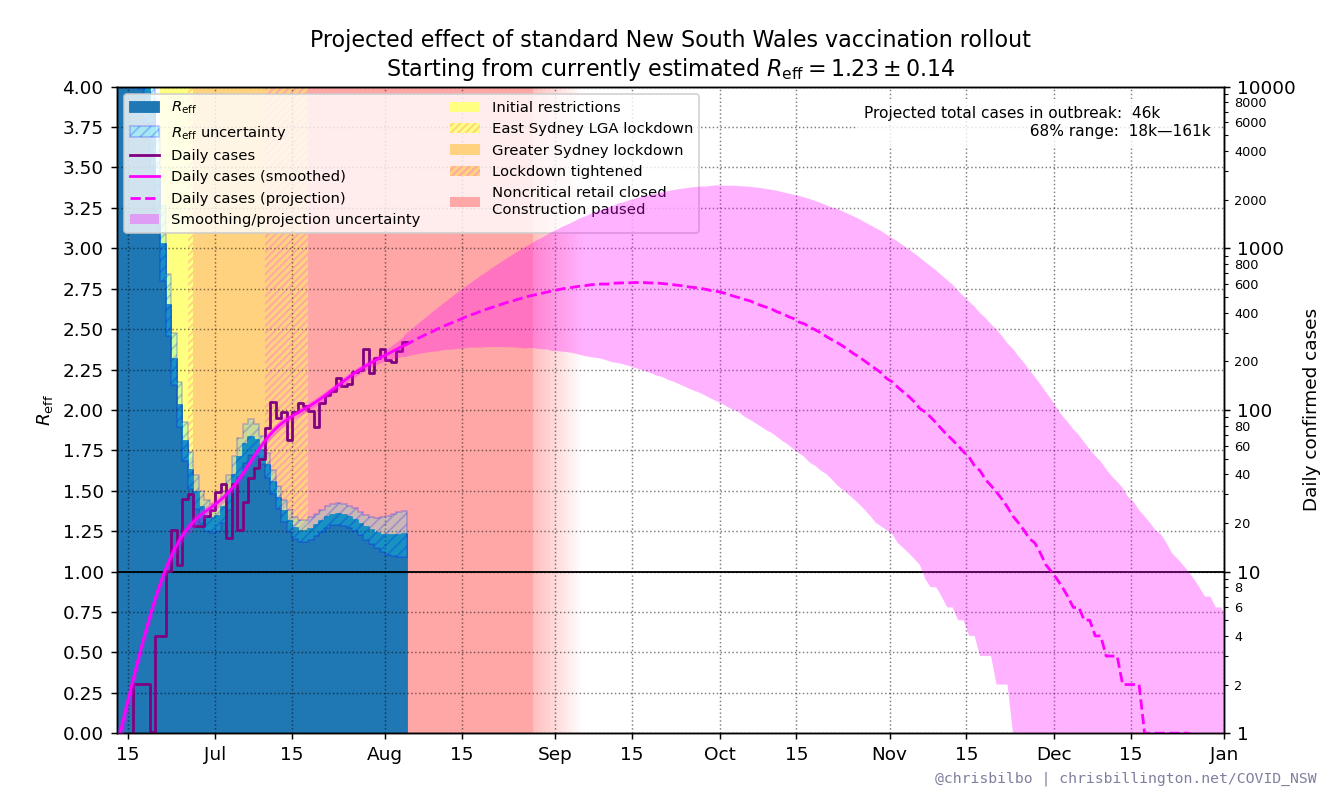 Projected effect of standard New South Wales vaccination rollout
Starting from currently estimated R_eff = 1.23 ± 0.14
Projected total cases in outbreak: 46k
68% range: 18k—161k
R_eff
R_eff uncertainty
Daily cases
Daily cases (smoothed)
Daily cases (projection)
Smoothing/projection uncertainty
Initial restrictions
East Sydney LGA lockdown
Greater Sydney lockdown
Lockdown tightened
Noncritical retail closed
Construction paused
R_eff
4.00
3.75
3.50
3.25
3.00
2.75
2.50
2.25
2.00
1.75
1.50
1.25
1.00
0.75
0.50
0.25
0.00
10000
8000
6000
4000
2000
1000
800
600
400
200
100
80
60
40
20
10
8
6
4
2
1
Daily confirmed cases
15 Jul 15 Aug 15 Sep 15 Oct 15 Nov 15 Dec 15 Jan
@chrisbilbo | chrisbillington.net/COVID_NSW